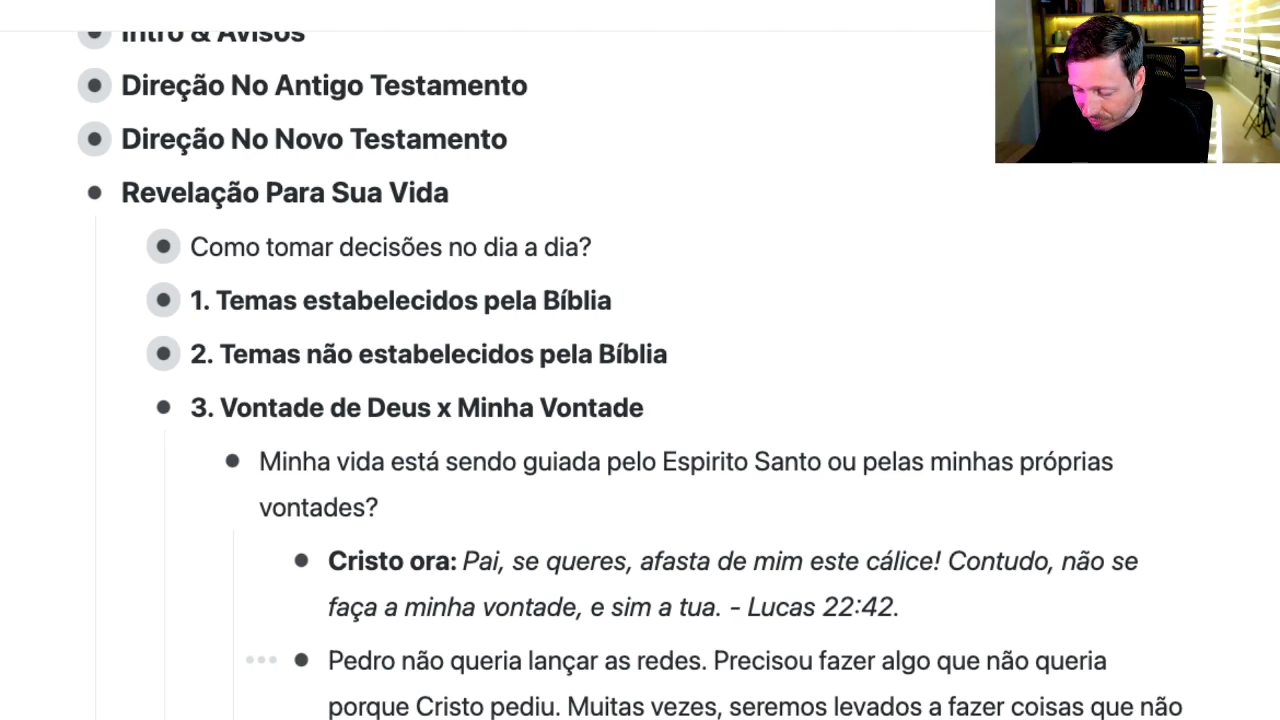 Intro & Avisos
Direção No Antigo Testamento
Direção No Novo Testamento
Revelação Para Sua Vida
Como tomar decisões no dia a dia?
1. Temas estabelecidos pela Bíblia
2. Temas não estabelecidos pela Bíblia
3. Vontade de Deus x Minha Vontade
Minha vida está sendo guiada pelo Espirito Santo ou pelas minhas próprias
vontades?
Cristo ora: Pai, se queres, afasta de mim este cálice! Contudo, não se
faça a minha vontade, e sim a tua. - Lucas 22:42.
Pedro não queria lançar as redes. Precisou fazer algo que não queria
porque Cristo pediu. Muitas vezes, seremos levados a fazer coisas que não